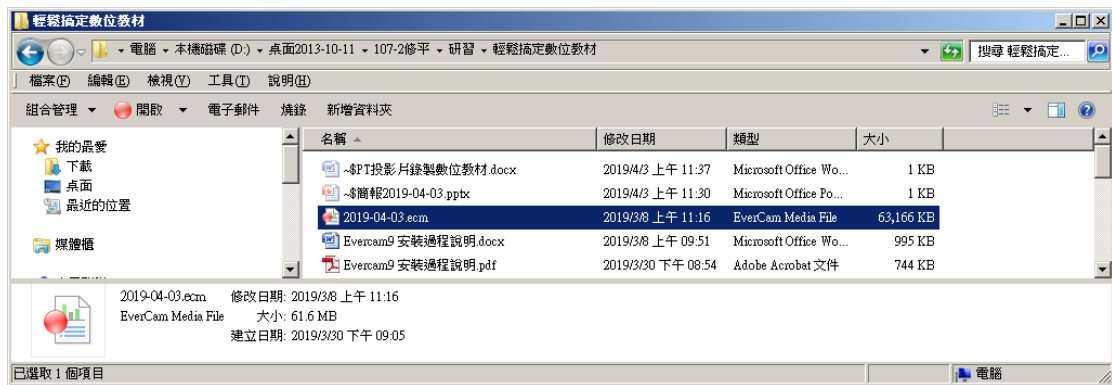 輕鬆搞定數位教材
電腦 本機磁碟 (D:) 桌面2013-10-11 107-2修平 研習 輕鬆搞定數位教材 搜尋 輕鬆搞定...
檔案(F) 編輯(E) 檢視(V) 工具(T) 說明(H)
組合管理 開啟 電子郵件 燒錄 新增資料夾
我的最愛
下載
桌面
最近的位置
媒體櫃
名稱 修改日期 類型 大小
~$PT投影片錄製數位教材.docx 2019/4/3 上午 11:37 Microsoft Office Wo... 1 KB
~$簡報2019-04-03.pptx 2019/4/3 上午 11:30 Microsoft Office Po... 1 KB
2019-04-03.ecm 2019/3/8 上午 11:16 EverCam Media File 63,166 KB
Evercam9 安裝過程說明.docx 2019/3/8 上午 09:51 Microsoft Office Wo... 995 KB
Evercam9 安裝過程說明.pdf 2019/3/30 下午 08:54 Adobe Acrobat 文件 744 KB
2019-04-03.ecm 修改日期: 2019/3/8 上午 11:16
EverCam Media File 大小: 61.6 MB
建立日期: 2019/3/30 下午 09:05
已選取 1 個項目 電腦